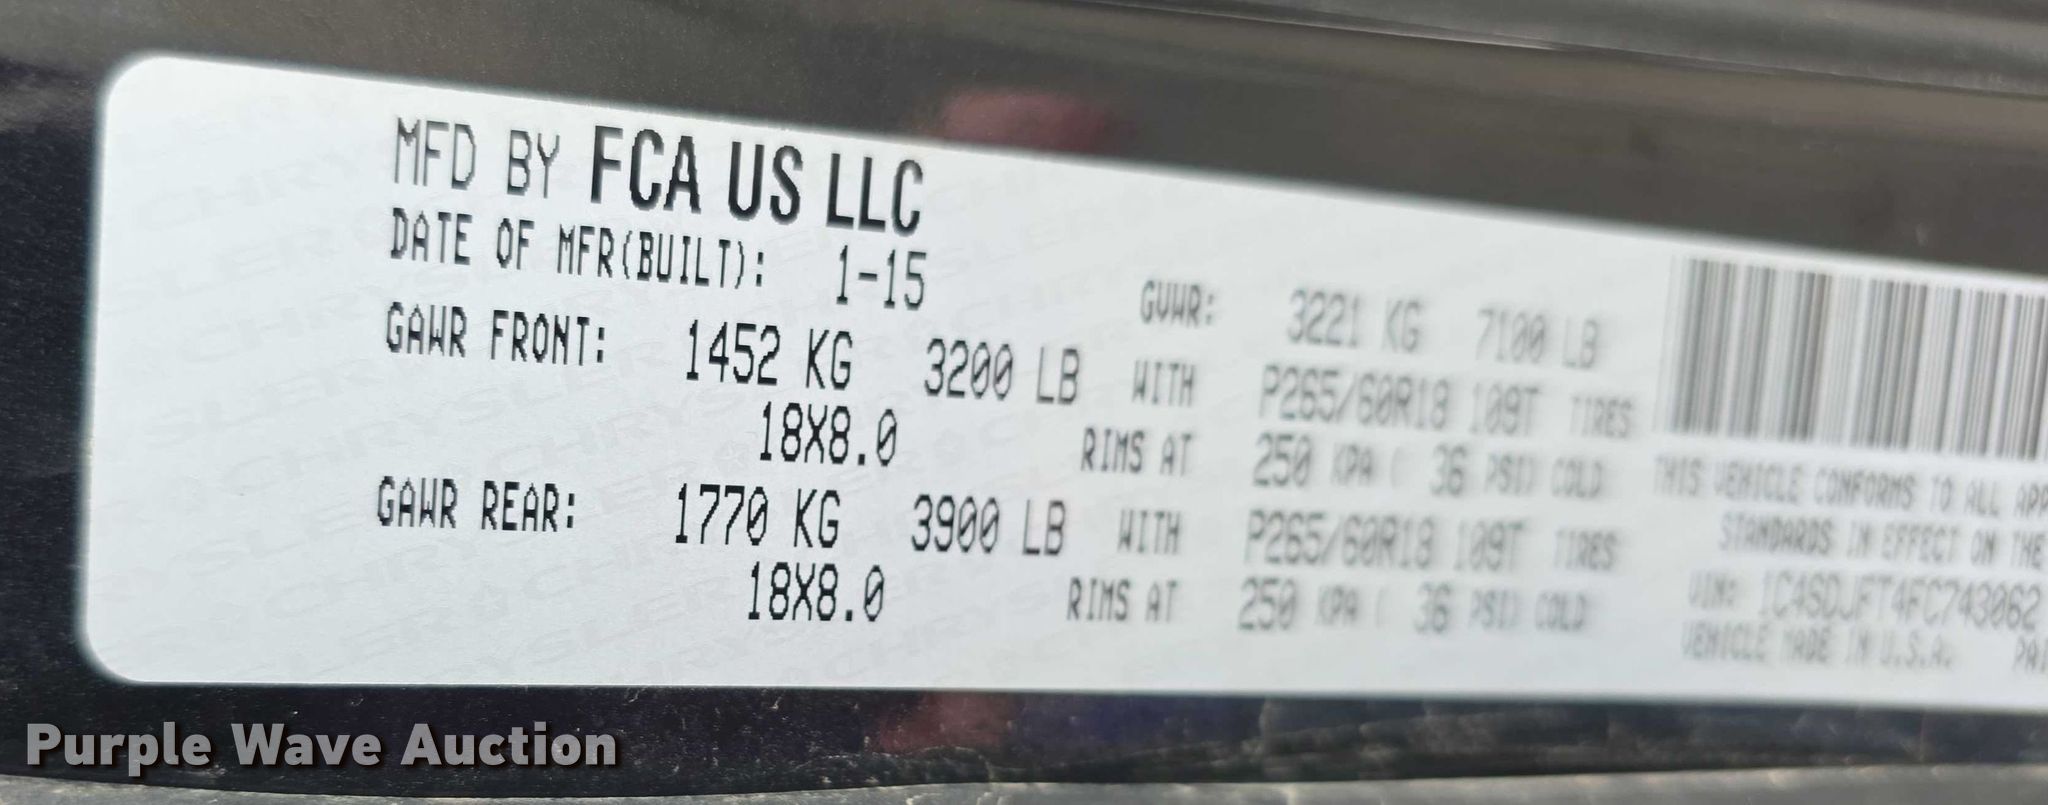 MFD BY FCA US LLC
DATE OF MFR(BUILT): 1-15
GVWR: 3221 KG 7100 LB
GAWR FRONT: 1452 KG 3200 LB WITH P265/60R18 109T TIRES
18X8.0 RIMS AT 250 KPA ( 36 PSI) COLD
GAWR REAR: 1770 KG 3900 LB WITH P265/60R18 109T TIRES
18X8.0 RIMS AT 250 KPA ( 36 PSI) COLD
THIS VEHICLE CONFORMS TO ALL APP
STANDARDS IN EFFECT ON THE
VIN: 1C4SDJFT4FC743062
VEHICLE MADE IN U.S.A. PAI
Purple Wave Auction